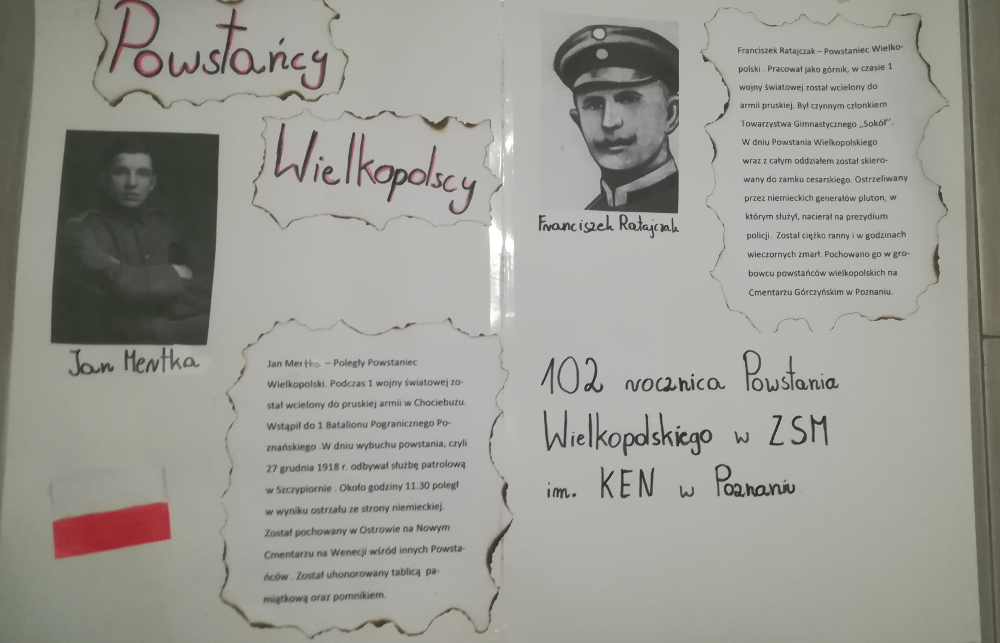 Powstańcy
Wielkopolscy
Jan Mertka
Jan Mertka – Poległy Powstaniec
Wielkopolski. Podczas 1 wojny światowej zo-
stał wcielony do pruskiej armii w Chociebużu.
Wstąpił do 1 Batalionu Pogranicznego Po-
znańskiego .W dniu wybuchu powstania, czyli
27 grudnia 1918 r. odbywał służbę patrolową
w Szczypiornie . Około godziny 11.30 poległ
w wyniku ostrzału ze strony niemieckiej.
Został pochowany w Ostrowie na Nowym
Cmentarzu na Wenecji wśród innych Powsta-
ńców . Został uhonorowany tablicą pa-
miątkową oraz pomnikiem.
Franciszek Ratajczak
Franciszek Ratajczak – Powstaniec Wielko-
polski . Pracował jako górnik, w czasie 1
wojny światowej został wcielony do
armii pruskiej. Był czynnym członkiem
Towarzystwa Gimnastycznego ,,Sokół".
W dniu Powstania Wielkopolskiego
wraz z całym oddziałem został skiero-
wany do zamku cesarskiego. Ostrzeliwany
przez niemieckich generałów pluton, w
którym służył, nacierał na prezydium
policji. Został ciężko ranny i w godzinach
wieczornych zmarł. Pochowano go w gro-
bowcu powstańców wielkopolskich na
Cmentarzu Górczyńskim w Poznaniu.
102 rocznica Powstania
Wielkopolskiego w ZSM
im. KEN w Poznaniu